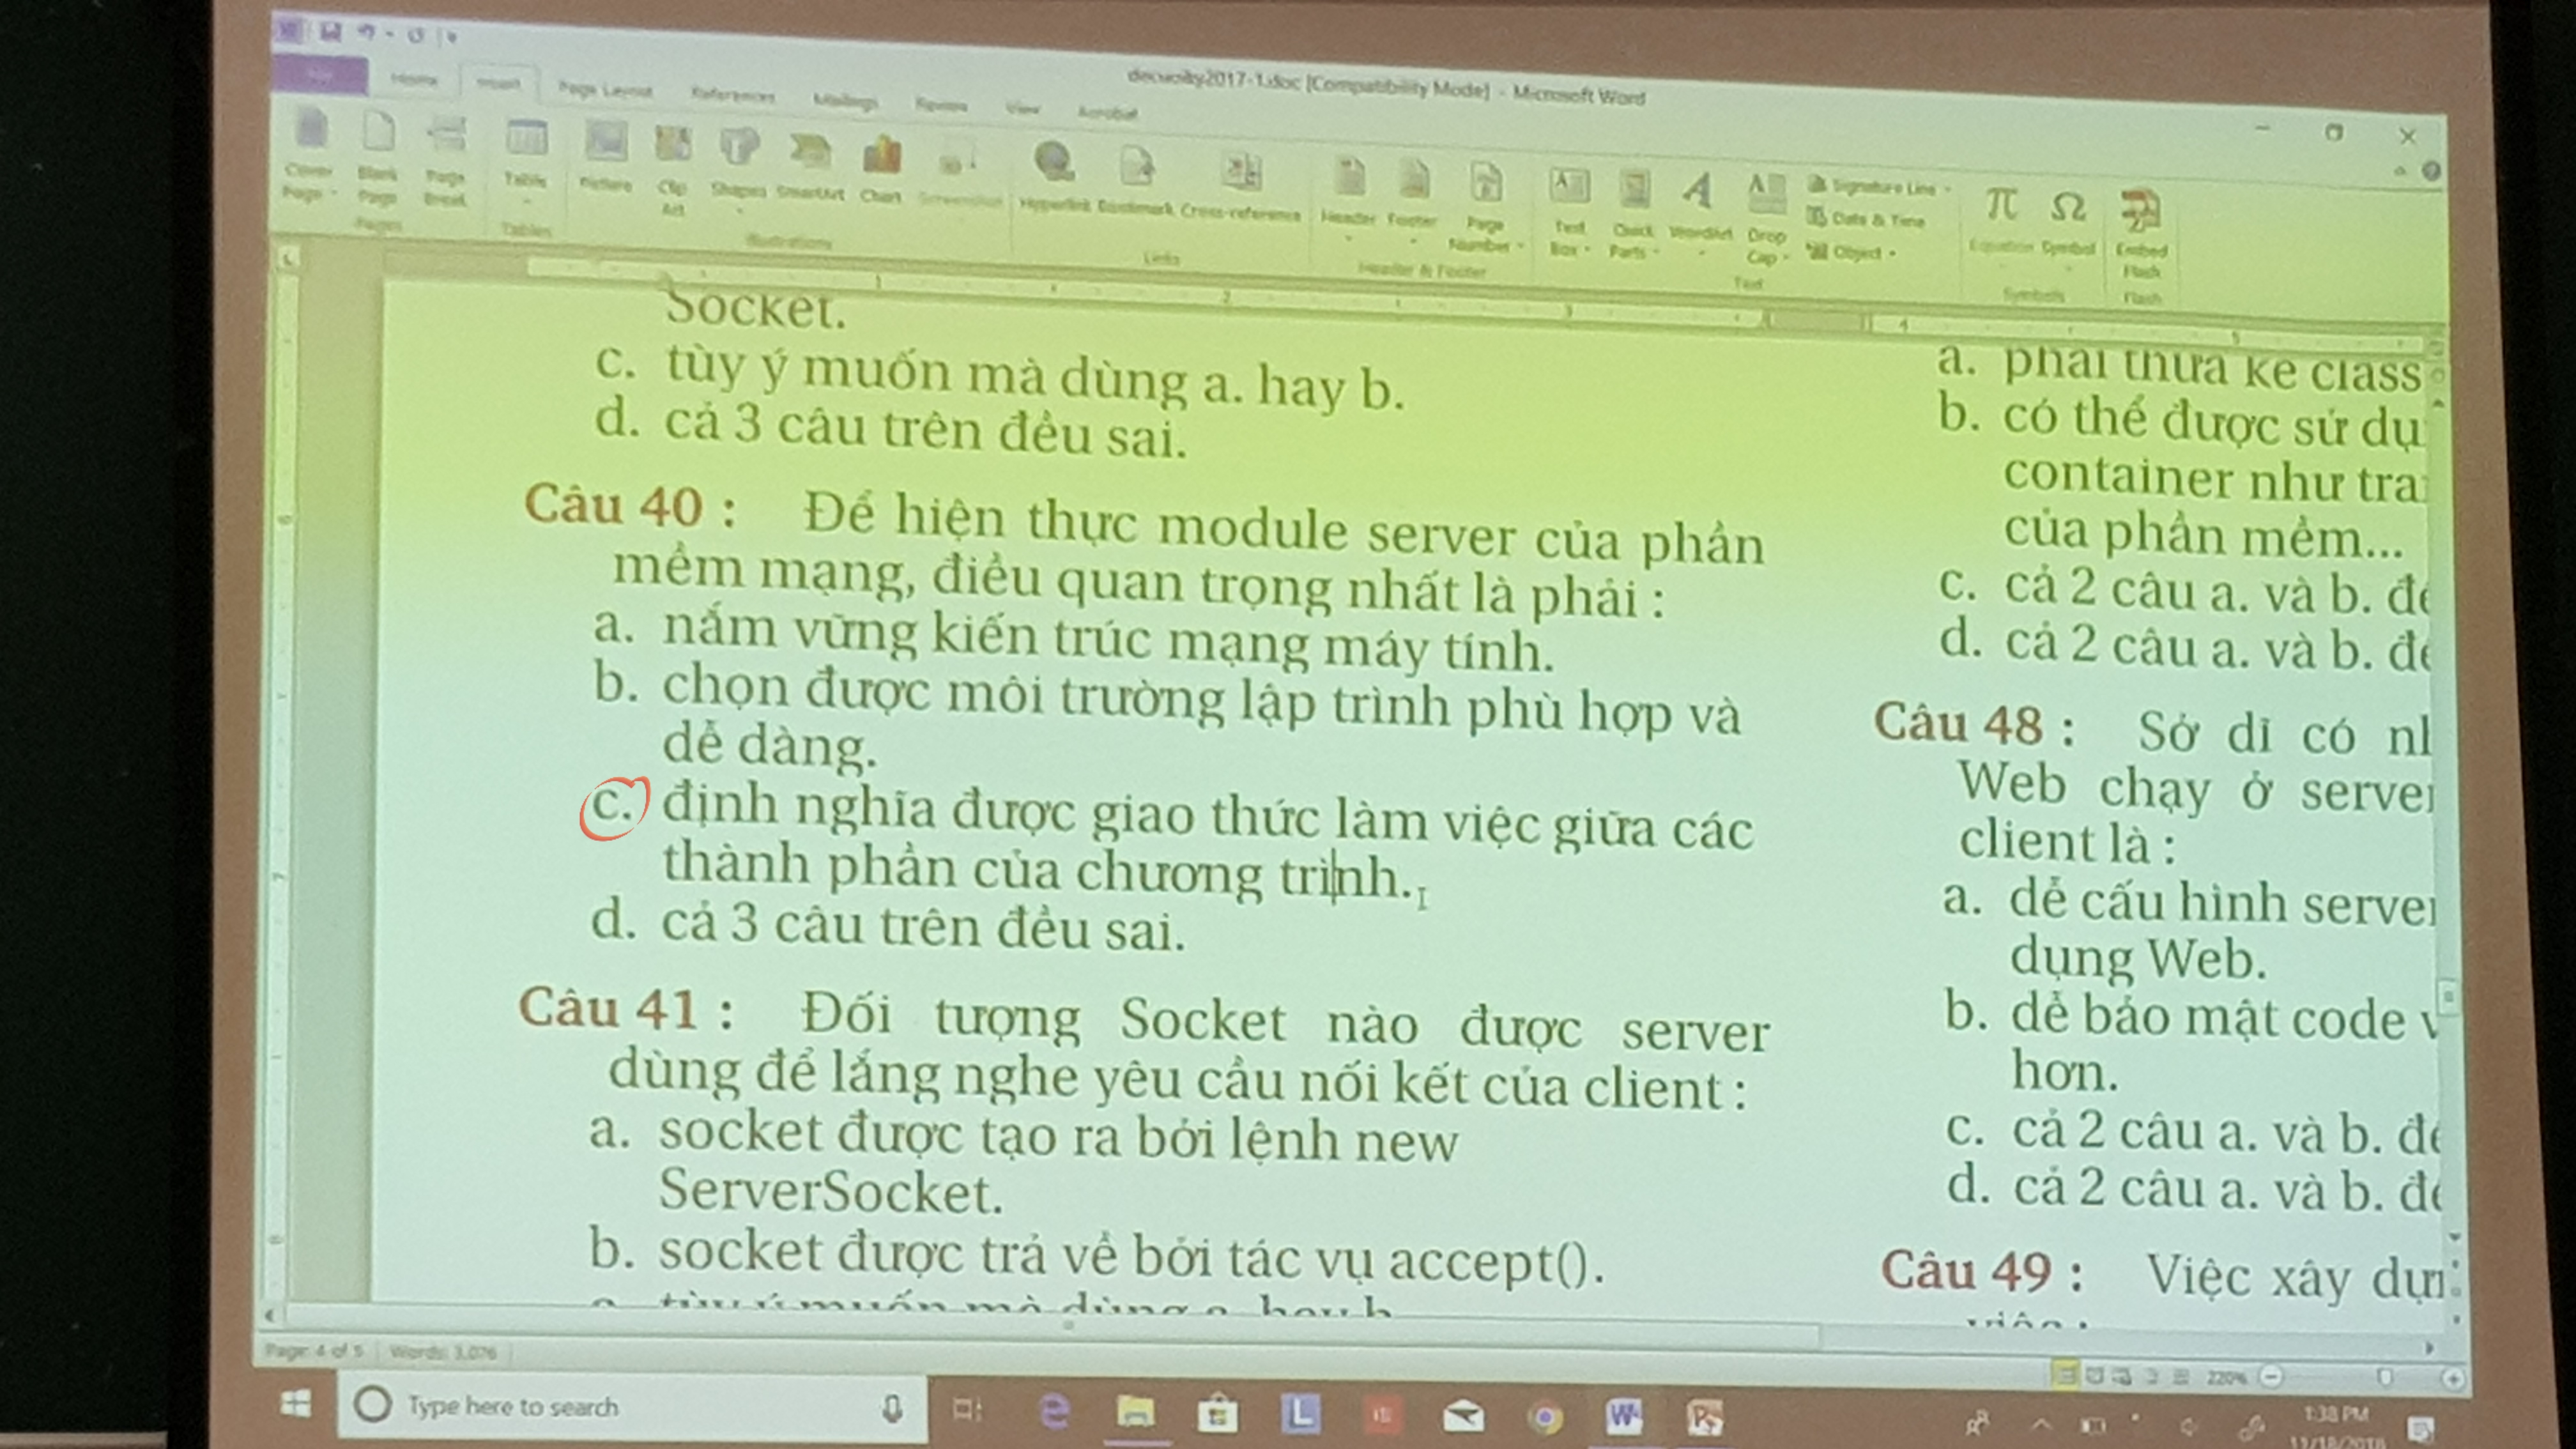 decuoiky2017-1.doc [Compatibility Mode] - Microsoft Word
Home Insert Page Layout References Mailings Review View Acrobat
Cover Page
Blank Page
Page Break
Table
Picture
Clip Art
Shapes SmartArt Chart Screenshot
Hyperlink Bookmark Cross-reference
Header Footer
Page Number
Text Box
Quick Parts
WordArt
Drop Cap
Signature Line
Date & Time
Object
Equation Symbol
Embed Flash
Pages
Tables
Illustrations
Links
Header & Footer
Text
Symbols
Flash
Socket.
c. tùy ý muốn mà dùng a. hay b.
d. cả 3 câu trên đều sai.
Câu 40 : Để hiện thực module server của phần
mềm mạng, điều quan trọng nhất là phải :
a. nắm vững kiến trúc mạng máy tính.
b. chọn được môi trường lập trình phù hợp và
dễ dàng.
c. định nghĩa được giao thức làm việc giữa các
thành phần của chương trình.
d. cả 3 câu trên đều sai.
Câu 41 : Đối tượng Socket nào được server
dùng để lắng nghe yêu cầu nối kết của client :
a. socket được tạo ra bởi lệnh new
ServerSocket.
b. socket được trả về bởi tác vụ accept().
c. tùy ý muốn mà dùng a. hay b.
a. phải thừa kế class
b. có thể được sử dụ
container như tra
của phần mềm...
c. cả 2 câu a. và b. đề
d. cả 2 câu a. và b. đề
Câu 48 : Sở dĩ có nh
Web chạy ở server
client là :
a. dễ cấu hình server
dụng Web.
b. dễ bảo mật code v
hơn.
c. cả 2 câu a. và b. đề
d. cả 2 câu a. và b. đề
Câu 49 : Việc xây dựn
Page: 4 of 5 Words: 3,076
220%
Type here to search
1:38 PM